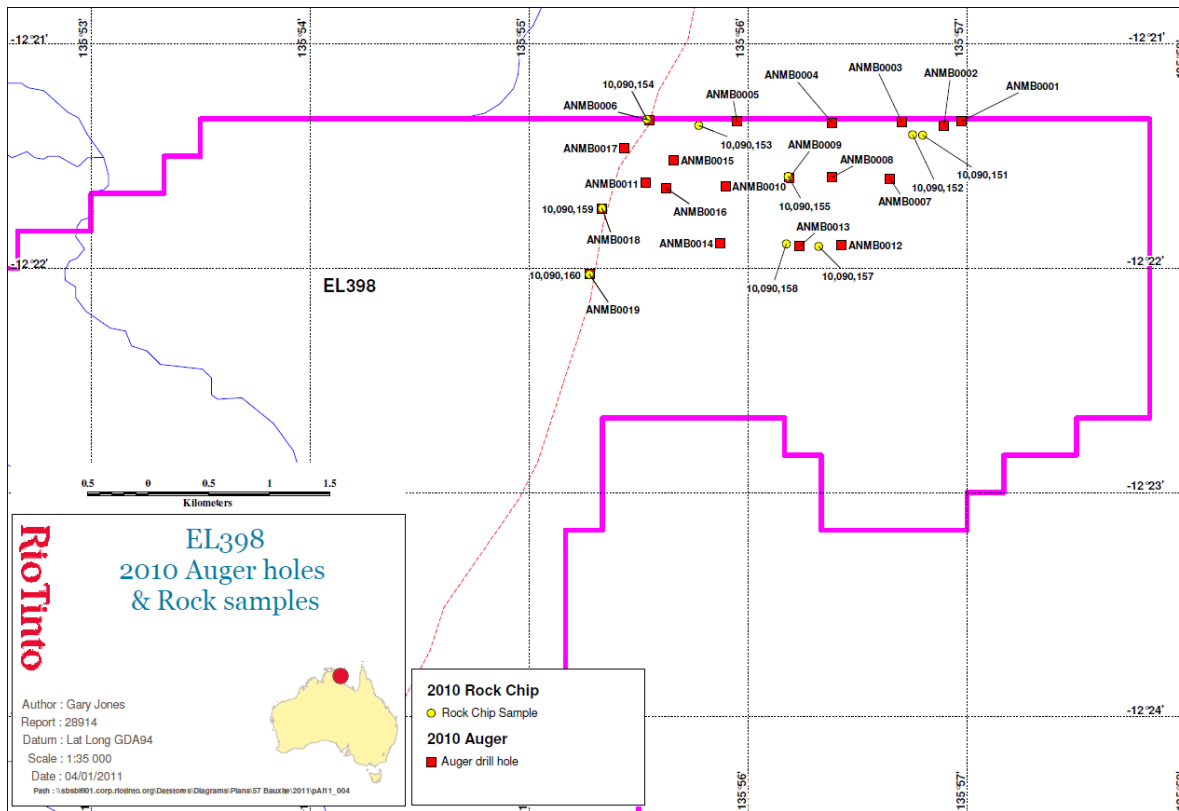 135°53'
135°54'
135°55'
135°56'
135°57'
-12°21'
-12°21'
10,090,154
ANMB0006
ANMB0005
ANMB0004
ANMB0003
ANMB0002
ANMB0001
10,090,153
ANMB0017
ANMB0015
ANMB0009
ANMB0008
10,090,151
10,090,152
ANMB0011
ANMB0010
ANMB0007
ANMB0016
10,090,155
10,090,159
ANMB0018
ANMB0014
ANMB0013
ANMB0012
10,090,158
10,090,157
-12°22'
-12°22'
10,090,160
ANMB0019
EL398
-12°23'
-12°23'
0.5 0 0.5 1 1.5
Kilometers
RioTinto
EL398
2010 Auger holes
& Rock samples
Author : Gary Jones
Report : 28914
Datum : Lat Long GDA94
Scale : 1:35 000
Date : 04/01/2011
2010 Rock Chip
Rock Chip Sample
2010 Auger
Auger drill hole
-12°24'
135°56'
135°57'